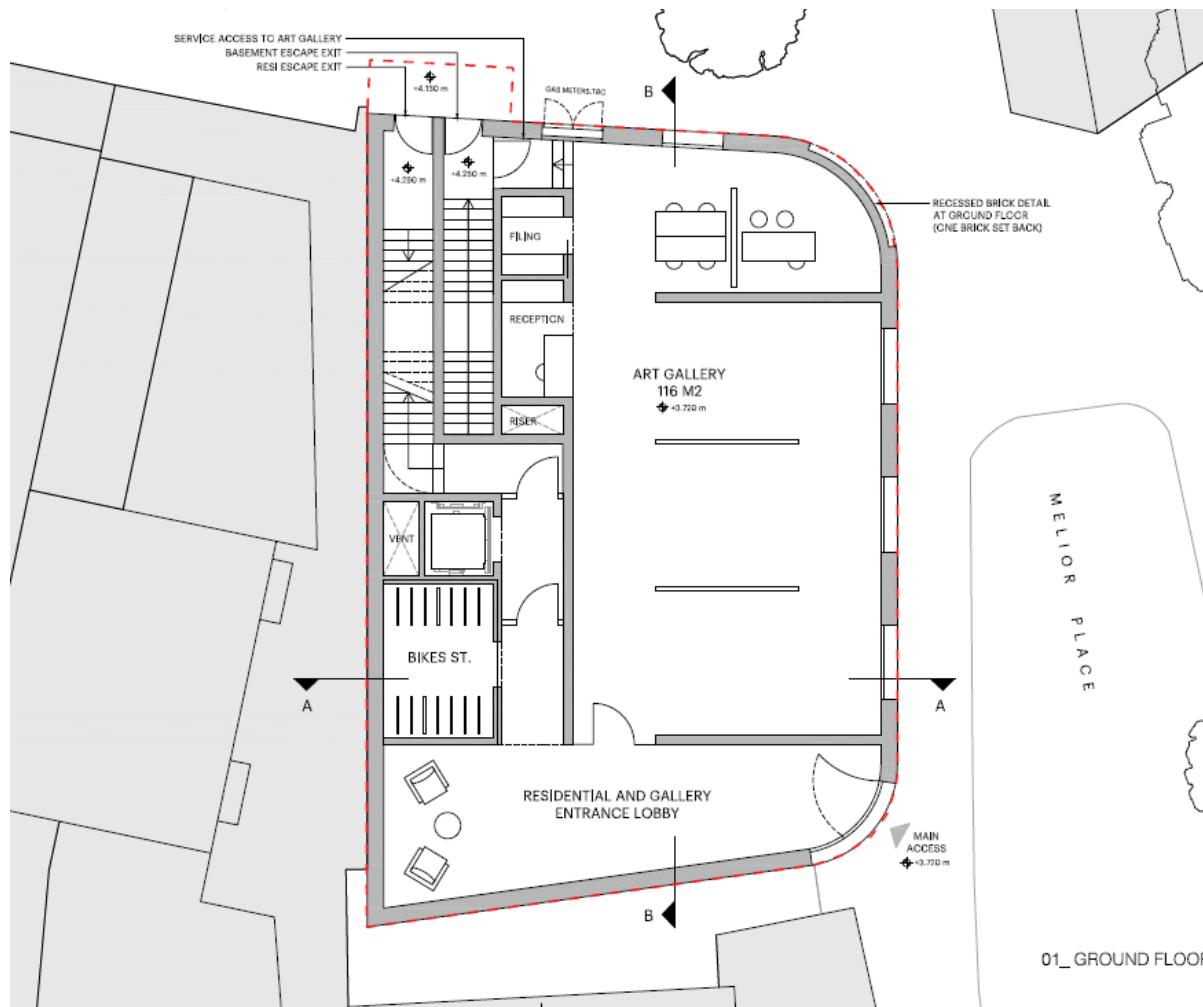 SERVICE ACCESS TO ART GALLERY
BASEMENT ESCAPE EXIT
RESI ESCAPE EXIT
+4.130 m
GAS METERS.TBC
B
+4.250 m
+4.250 m
RECESSED BRICK DETAIL
AT GROUND FLOOR
(ONE BRICK SET BACK)
FILING
RECEPTION
ART GALLERY
116 M2
+3.720 m
RISER
VENT
MELIOR PLACE
BIKES ST.
A
A
RESIDENTIAL AND GALLERY
ENTRANCE LOBBY
MAIN
ACCESS
+3.720 m
B
01_ GROUND FLOOR